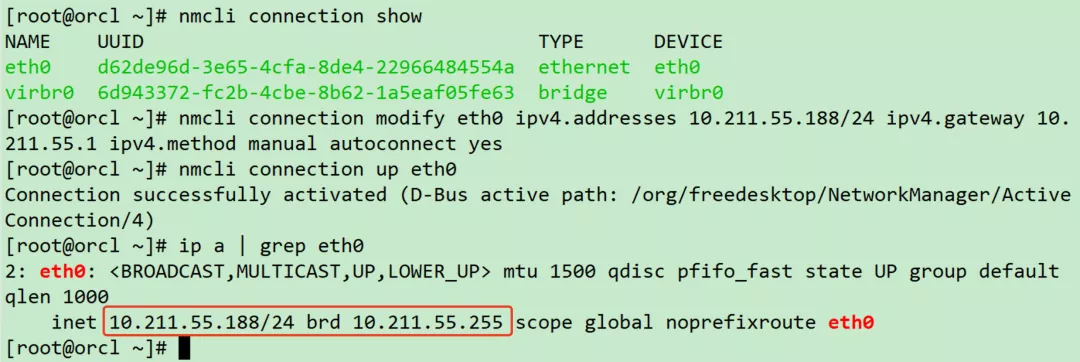 [root@orcl ~]# nmcli connection show
NAME    UUID                                  TYPE      DEVICE
eth0    d62de96d-3e65-4cfa-8de4-22966484554a  ethernet  eth0
virbr0  6d943372-fc2b-4cbe-8b62-1a5eaf05fe63  bridge    virbr0
[root@orcl ~]# nmcli connection modify eth0 ipv4.addresses 10.211.55.188/24 ipv4.gateway 10.
211.55.1 ipv4.method manual autoconnect yes
[root@orcl ~]# nmcli connection up eth0
Connection successfully activated (D-Bus active path: /org/freedesktop/NetworkManager/Active
Connection/4)
[root@orcl ~]# ip a | grep eth0
2: eth0: <BROADCAST,MULTICAST,UP,LOWER_UP> mtu 1500 qdisc pfifo_fast state UP group default
qlen 1000
    inet 10.211.55.188/24 brd 10.211.55.255 scope global noprefixroute eth0
[root@orcl ~]#